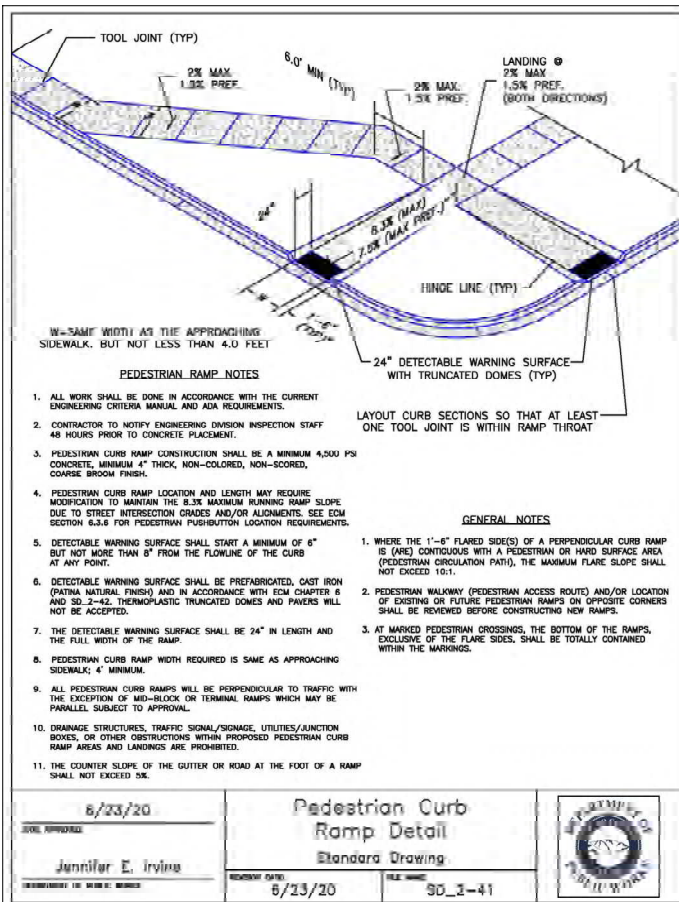 TOOL JOINT (TYP)
2% MAX.
1.5% PREF.
6.0' MIN (TYP)
2% MAX.
1.5% PREF.
LANDING @
2% MAX
1.5% PREF.
(BOTH DIRECTIONS)
24"
8.3% (MAX)
7.5% (MAX PREF.)
W
1'-6"
(TYP)
HINGE LINE (TYP)
W=SAME WIDTH AS THE APPROACHING
SIDEWALK. BUT NOT LESS THAN 4.0 FEET
24" DETECTABLE WARNING SURFACE
WITH TRUNCATED DOMES (TYP)
LAYOUT CURB SECTIONS SO THAT AT LEAST
ONE TOOL JOINT IS WITHIN RAMP THROAT
PEDESTRIAN RAMP NOTES
1. ALL WORK SHALL BE DONE IN ACCORDANCE WITH THE CURRENT
ENGINEERING CRITERIA MANUAL AND ADA REQUIREMENTS.
2. CONTRACTOR TO NOTIFY ENGINEERING DIVISION INSPECTION STAFF
48 HOURS PRIOR TO CONCRETE PLACEMENT.
3. PEDESTRIAN CURB RAMP CONSTRUCTION SHALL BE A MINIMUM 4,500 PSI
CONCRETE, MINIMUM 4" THICK, NON-COLORED, NON-SCORED,
COARSE BROOM FINISH.
4. PEDESTRIAN CURB RAMP LOCATION AND LENGTH MAY REQUIRE
MODIFICATION TO MAINTAIN THE 8.3% MAXIMUM RUNNING RAMP SLOPE
DUE TO STREET INTERSECTION GRADES AND/OR ALIGNMENTS. SEE ECM
SECTION 6.3.6 FOR PEDESTRIAN PUSHBUTTON LOCATION REQUIREMENTS.
5. DETECTABLE WARNING SURFACE SHALL START A MINIMUM OF 6"
BUT NOT MORE THAN 8" FROM THE FLOWLINE OF THE CURB
AT ANY POINT.
6. DETECTABLE WARNING SURFACE SHALL BE PREFABRICATED, CAST IRON
(PATINA NATURAL FINISH) AND IN ACCORDANCE WITH ECM CHAPTER 6
AND SD_2-42. THERMOPLASTIC TRUNCATED DOMES AND PAVERS WILL
NOT BE ACCEPTED.
7. THE DETECTABLE WARNING SURFACE SHALL BE 24" IN LENGTH AND
THE FULL WIDTH OF THE RAMP.
8. PEDESTRIAN CURB RAMP WIDTH REQUIRED IS SAME AS APPROACHING
SIDEWALK; 4' MINIMUM.
9. ALL PEDESTRIAN CURB RAMPS WILL BE PERPENDICULAR TO TRAFFIC WITH
THE EXCEPTION OF MID-BLOCK OR TERMINAL RAMPS WHICH MAY BE
PARALLEL SUBJECT TO APPROVAL.
10. DRAINAGE STRUCTURES, TRAFFIC SIGNAL/SIGNAGE, UTILITIES/JUNCTION
BOXES, OR OTHER OBSTRUCTIONS WITHIN PROPOSED PEDESTRIAN CURB
RAMP AREAS AND LANDINGS ARE PROHIBITED.
11. THE COUNTER SLOPE OF THE GUTTER OR ROAD AT THE FOOT OF A RAMP
SHALL NOT EXCEED 5%.
GENERAL NOTES
1. WHERE THE 1'-6" FLARED SIDE(S) OF A PERPENDICULAR CURB RAMP
IS (ARE) CONTIGUOUS WITH A PEDESTRIAN OR HARD SURFACE AREA
(PEDESTRIAN CIRCULATION PATH), THE MAXIMUM FLARE SLOPE SHALL
NOT EXCEED 10:1.
2. PEDESTRIAN WALKWAY (PEDESTRIAN ACCESS ROUTE) AND/OR LOCATION
OF EXISTING OR FUTURE PEDESTRIAN RAMPS ON OPPOSITE CORNERS
SHALL BE REVIEWED BEFORE CONSTRUCTING NEW RAMPS.
3. AT MARKED PEDESTRIAN CROSSINGS, THE BOTTOM OF THE RAMPS,
EXCLUSIVE OF THE FLARE SIDES, SHALL BE TOTALLY CONTAINED
WITHIN THE MARKINGS.
6/23/20
DATE APPROVED:
Jennifer E. Irvine
DEPARTMENT OF PUBLIC WORKS
Pedestrian Curb
Ramp Detail
Standard Drawing
REVISION DATE:
6/23/20
FILE NAME:
SD_2-41
DEPARTMENT OF
PUBLIC WORKS